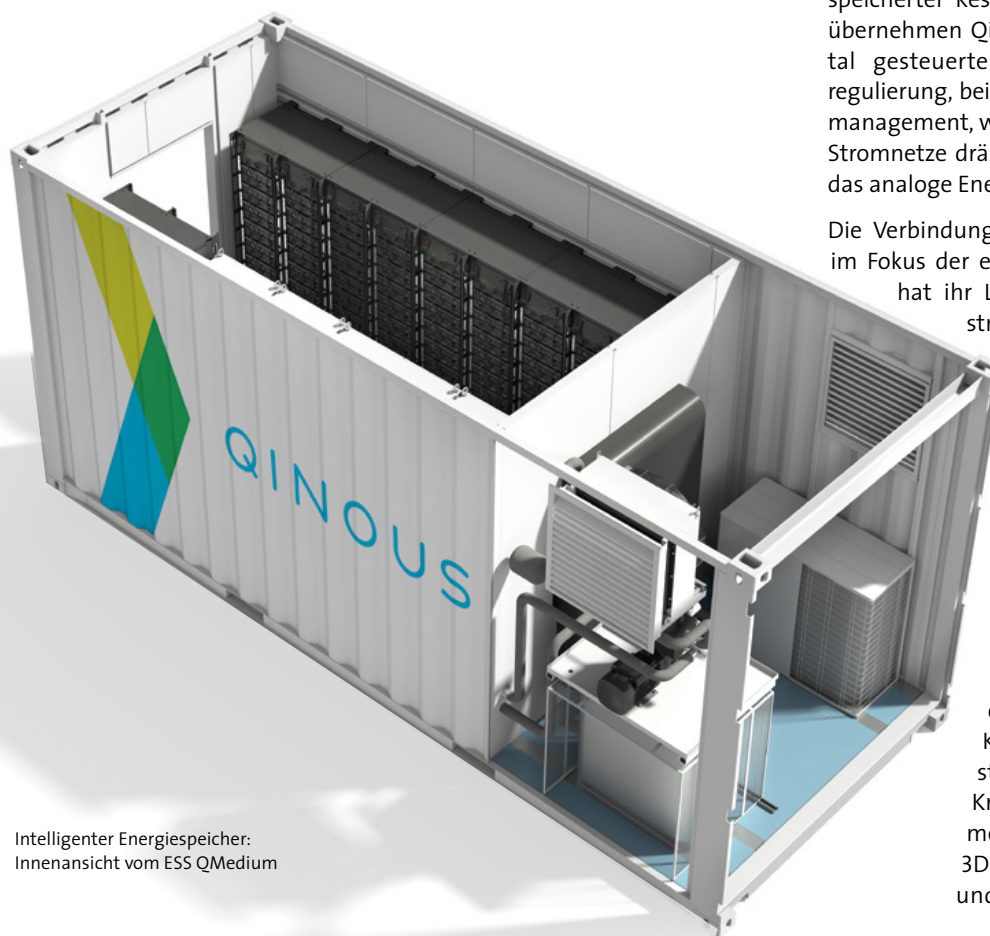 speicherter Res
übernehmen Qi
tal gesteuerte
regulierung, bei
management, w
Stromnetze drä
das analoge Ene
Die Verbindung
im Fokus der e
hat ihr L
str
QINOUS
K
st
Kr
me
3D
und
Intelligenter Energiespeicher:
Innenansicht vom ESS QMedium